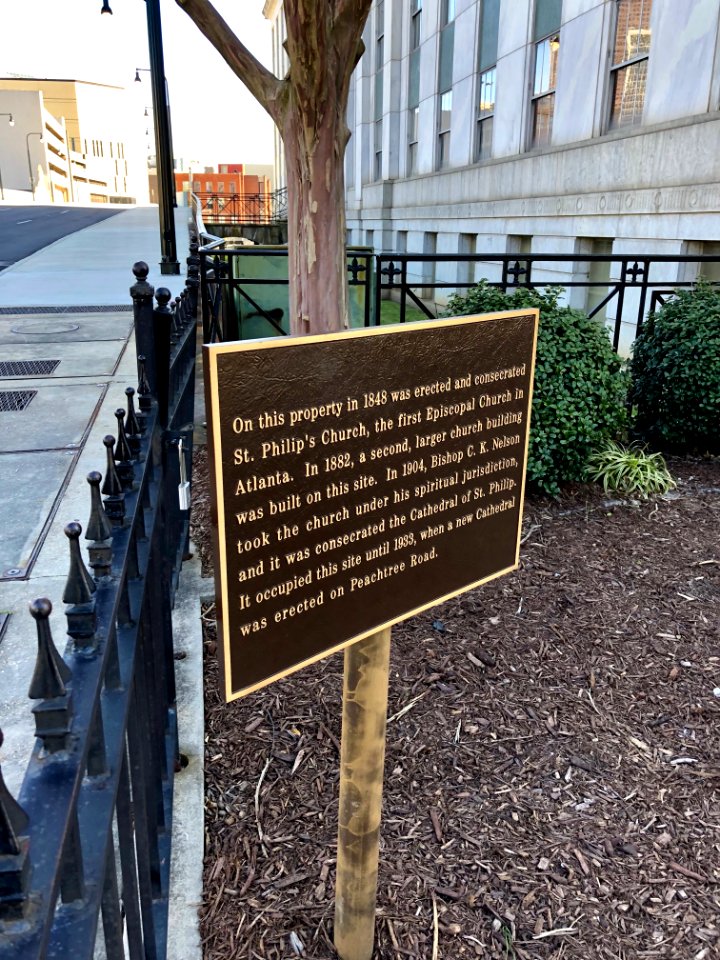 On this property in 1848 was erected and consecrated
St. Philip's Church, the first Episcopal Church in
Atlanta. In 1882, a second, larger church building
was built on this site. In 1904, Bishop C. K. Nelson
took the church under his spiritual jurisdiction,
and it was consecrated the Cathedral of St. Philip.
It occupied this site until 1933, when a new Cathedral
was erected on Peachtree Road.